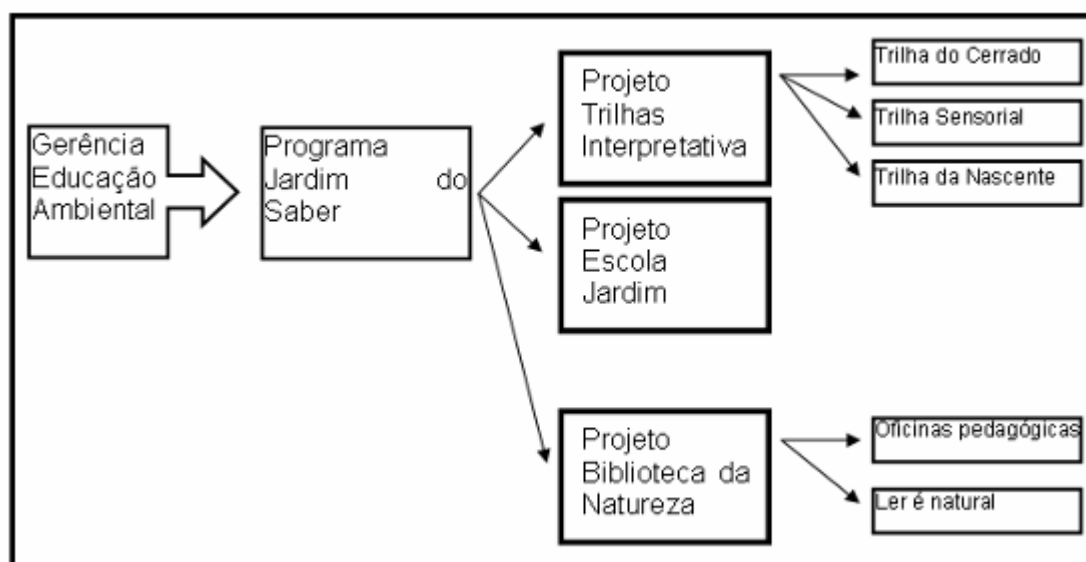 Gerência
Educação
Ambiental
Programa
Jardim do
Saber
Projeto
Trilhas
Interpretativa
Projeto
Escola
Jardim
Projeto
Biblioteca da
Natureza
Trilha do Cerrado
Trilha Sensorial
Trilha da Nascente
Oficinas pedagógicas
Ler é natural